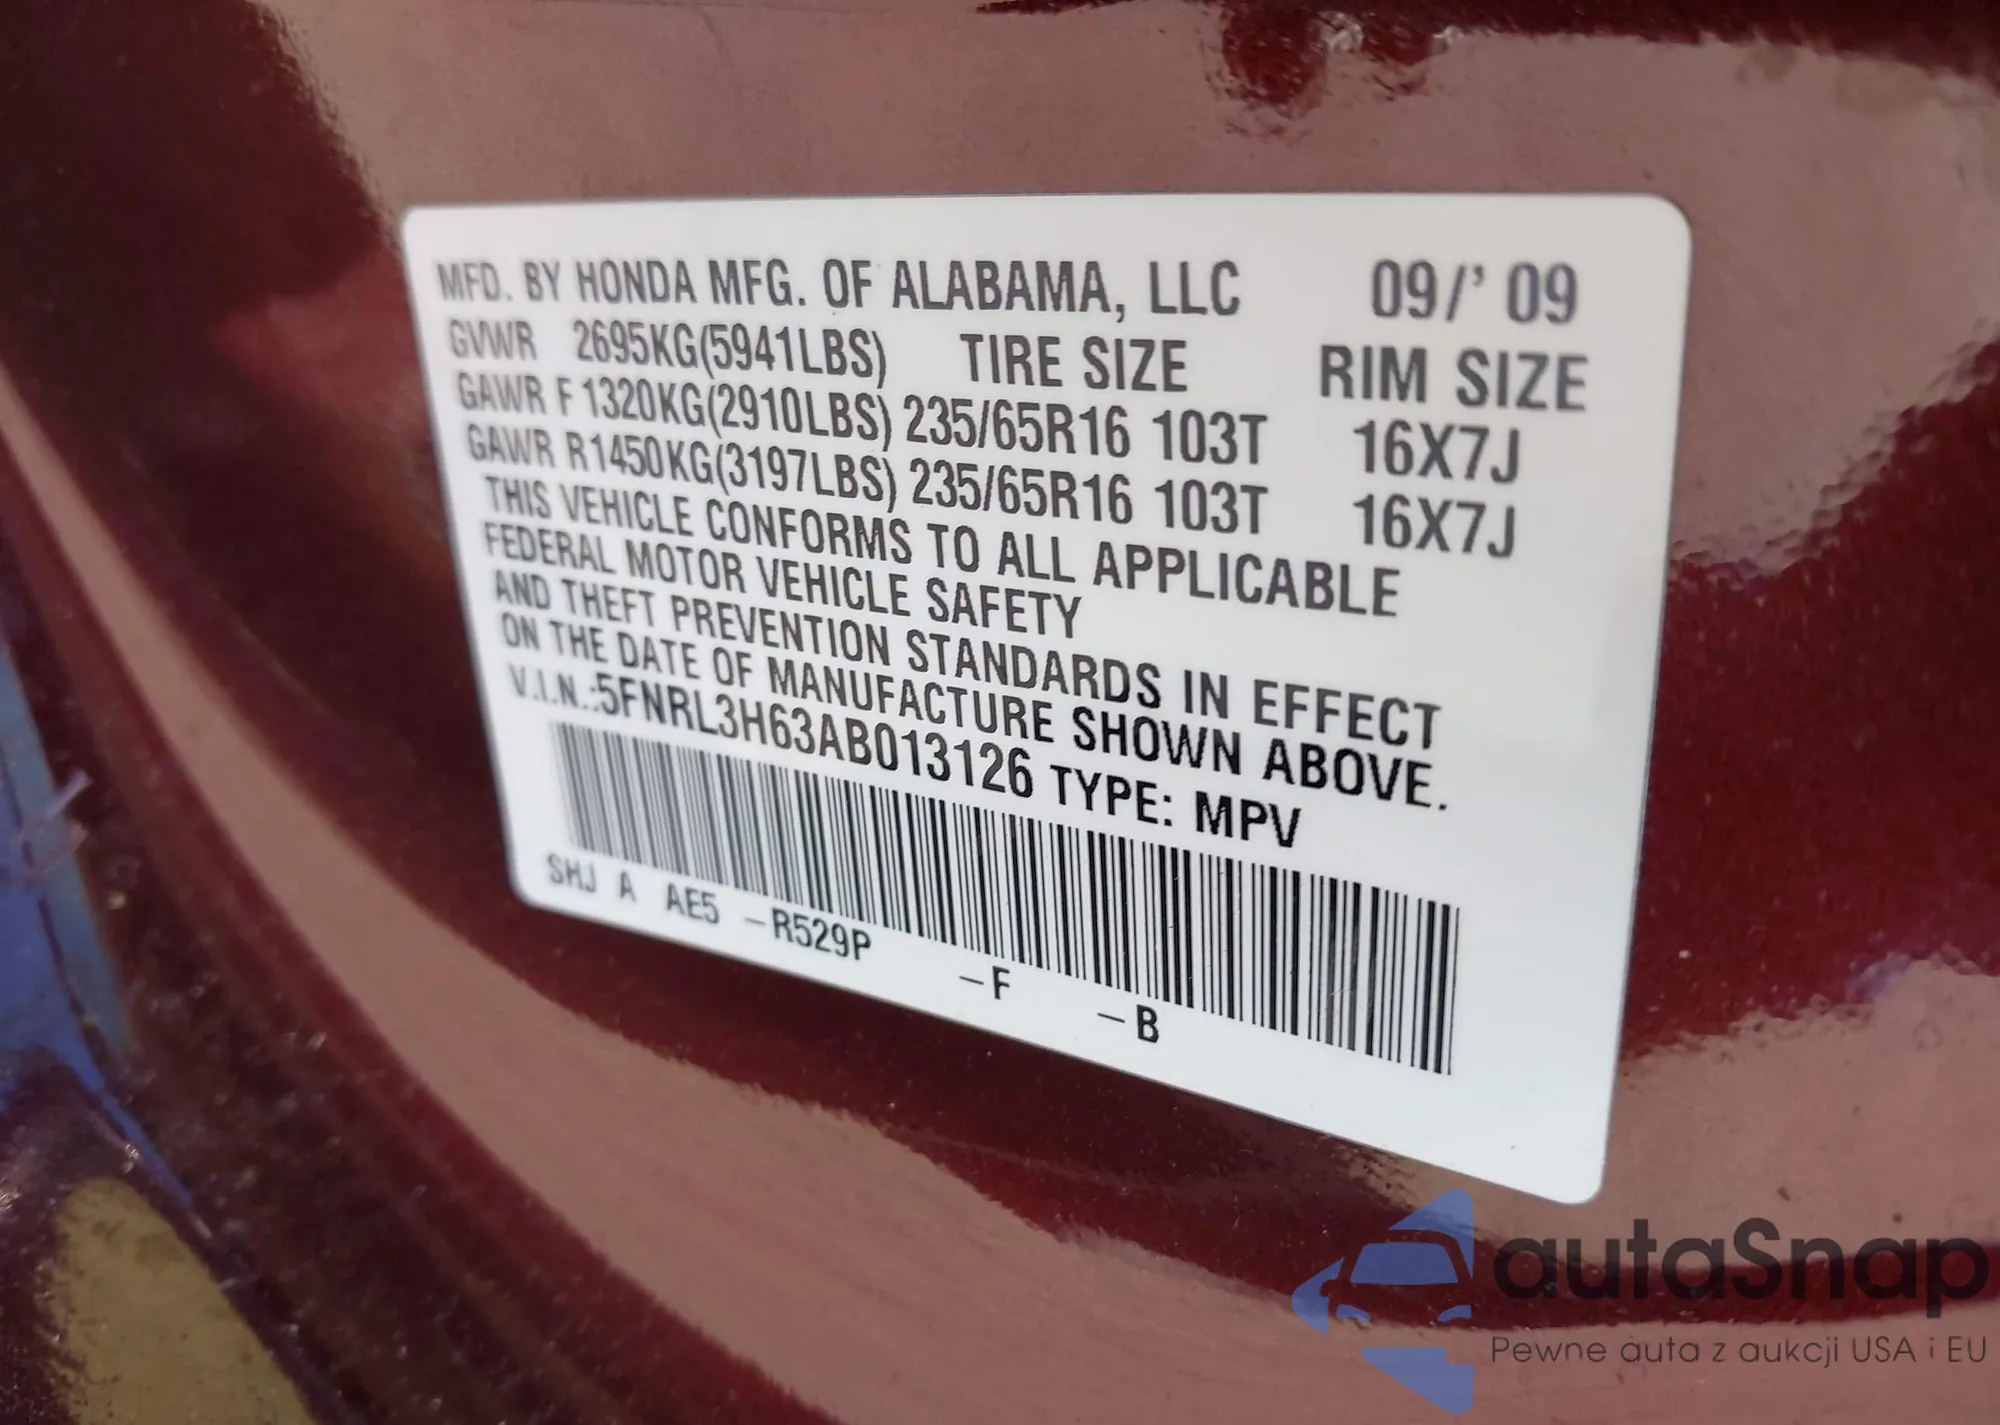 MFD. BY HONDA MFG. OF ALABAMA, LLC 09/' 09
GVWR 2695KG(5941LBS) TIRE SIZE RIM SIZE
GAWR F 1320KG(2910LBS) 235/65R16 103T 16X7J
GAWR R1450KG(3197LBS) 235/65R16 103T 16X7J
THIS VEHICLE CONFORMS TO ALL APPLICABLE
FEDERAL MOTOR VEHICLE SAFETY
AND THEFT PREVENTION STANDARDS IN EFFECT
ON THE DATE OF MANUFACTURE SHOWN ABOVE.
V.I.N.:5FNRL3H63AB013126 TYPE: MPV
SHJ A AE5 –R529P –F –B
autaSnap
Pewne auta z aukcji USA i EU